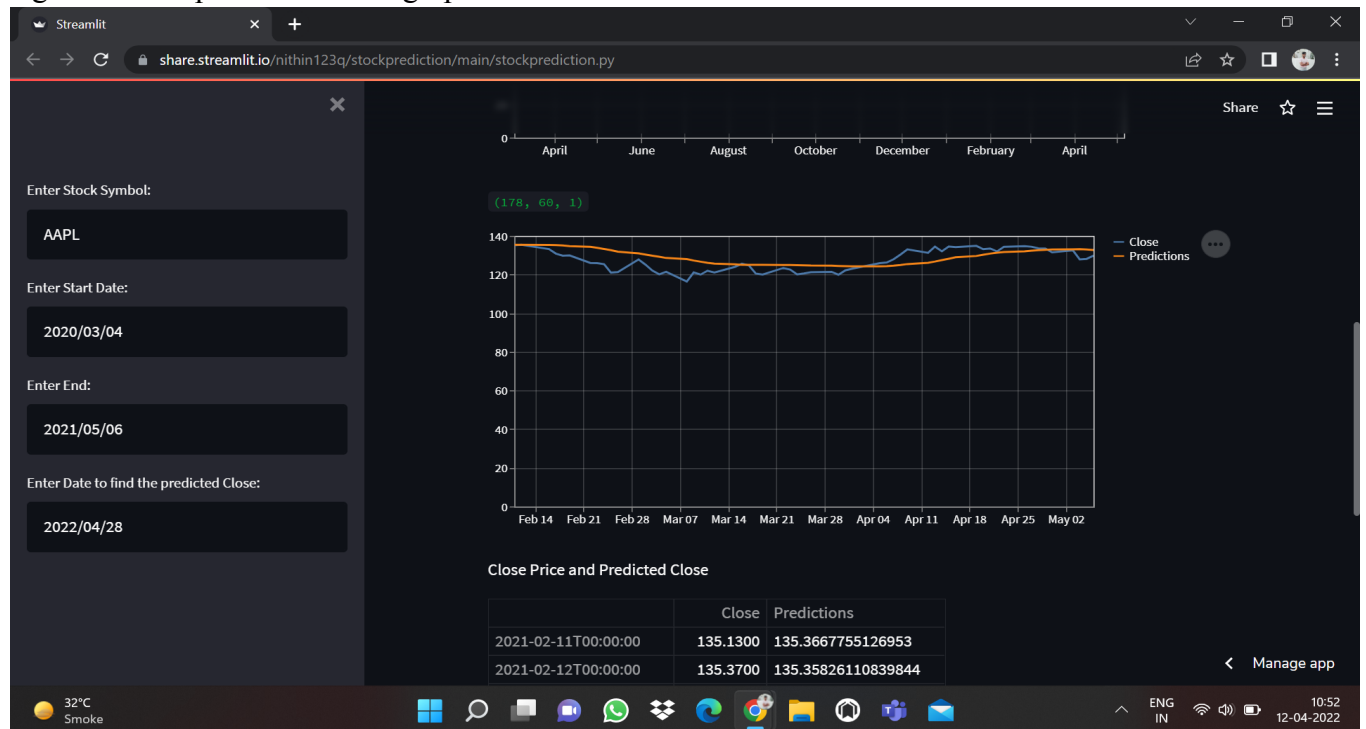 Streamlit
share.streamlit.io/nithin123q/stockprediction/main/stockprediction.py
Share
0
April June August October December February April
Enter Stock Symbol:
AAPL
Enter Start Date:
2020/03/04
Enter End:
2021/05/06
Enter Date to find the predicted Close:
2022/04/28
(178, 60, 1)
140
120
100
80
60
40
20
0
Feb 14 Feb 21 Feb 28 Mar 07 Mar 14 Mar 21 Mar 28 Apr 04 Apr 11 Apr 18 Apr 25 May 02
Close
Predictions
Close Price and Predicted Close
Close Predictions
2021-02-11T00:00:00 135.1300 135.3667755126953
2021-02-12T00:00:00 135.3700 135.35826110839844
Manage app
32°C
Smoke
ENG
IN
10:52
12-04-2022